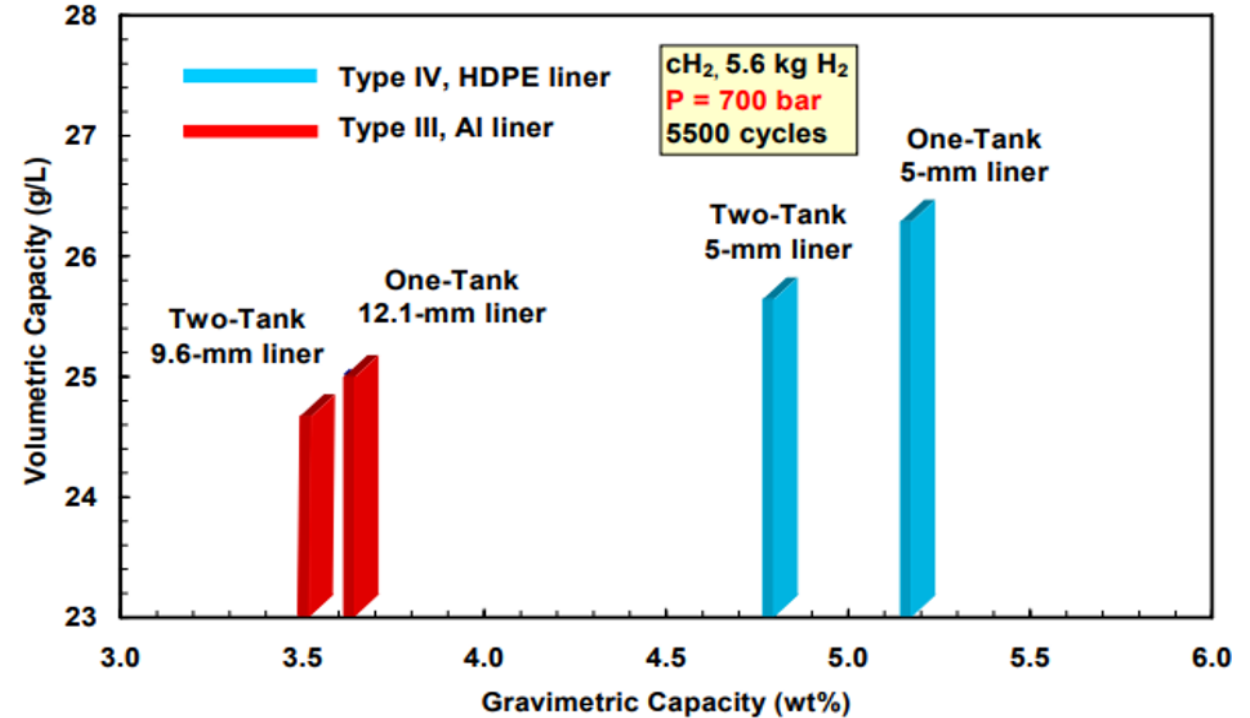 28
27
26
25
24
23
Volumetric Capacity (g/L)
Type IV, HDPE liner
Type III, Al liner
cH₂, 5.6 kg H₂
P = 700 bar
5500 cycles
One-Tank
5-mm liner
Two-Tank
5-mm liner
One-Tank
12.1-mm liner
Two-Tank
9.6-mm liner
3.0 3.5 4.0 4.5 5.0 5.5 6.0
Gravimetric Capacity (wt%)